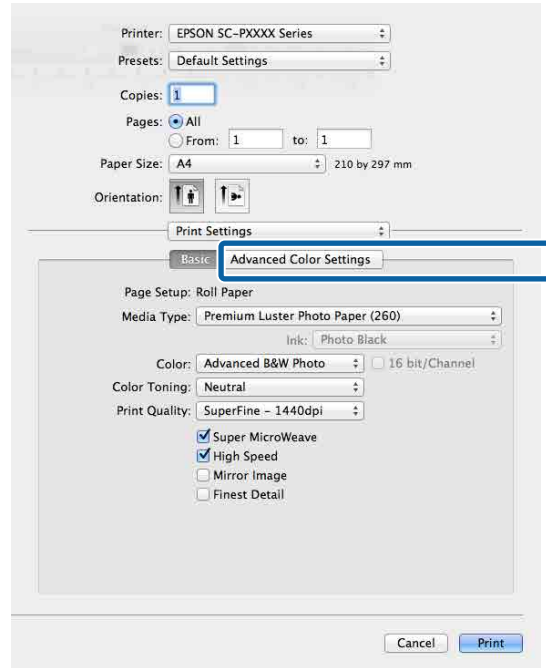 Printer: EPSON SC-PXXXX Series
Presets: Default Settings
Copies: 1
Pages: All
From: 1 to: 1
Paper Size: A4 210 by 297 mm
Orientation:
Print Settings
Basic Advanced Color Settings
Page Setup: Roll Paper
Media Type: Premium Luster Photo Paper (260)
Ink: Photo Black
Color: Advanced B&W Photo 16 bit/Channel
Color Toning: Neutral
Print Quality: SuperFine – 1440dpi
Super MicroWeave
High Speed
Mirror Image
Finest Detail
Cancel Print